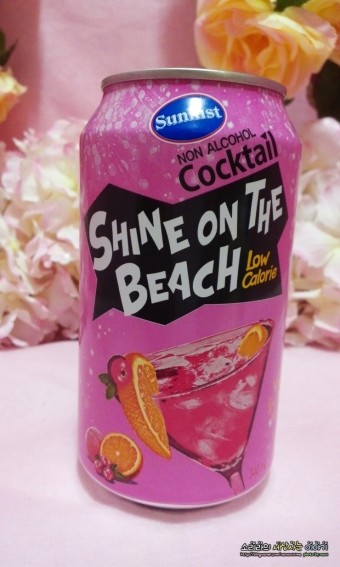 Sunkist
NON ALCOHOL
Cocktail
SHINE ON THE
BEACH
Low
Calorie